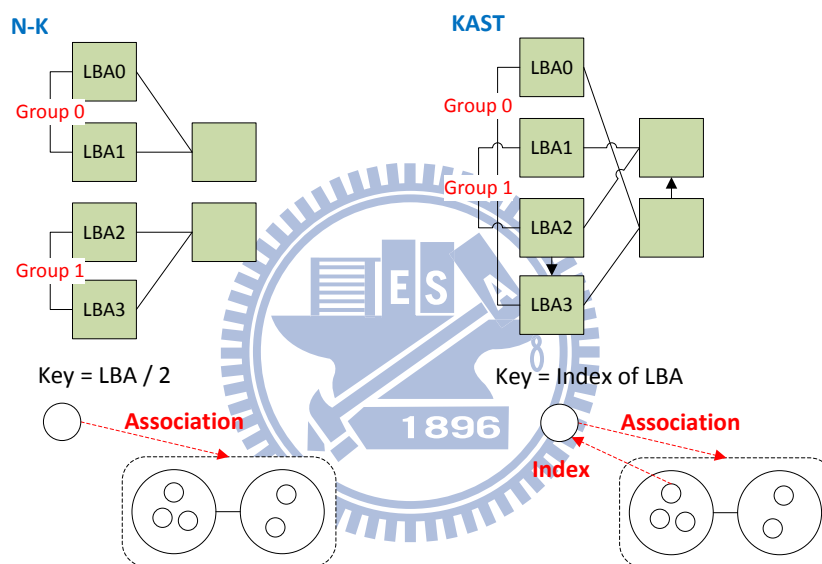 N-K
LBA0
Group 0
LBA1
LBA2
Group 1
LBA3
Key = LBA / 2
Association
KAST
LBA0
Group 0
LBA1
Group 1
LBA2
LBA3
Key = Index of LBA
Association
Index
E S A
1896